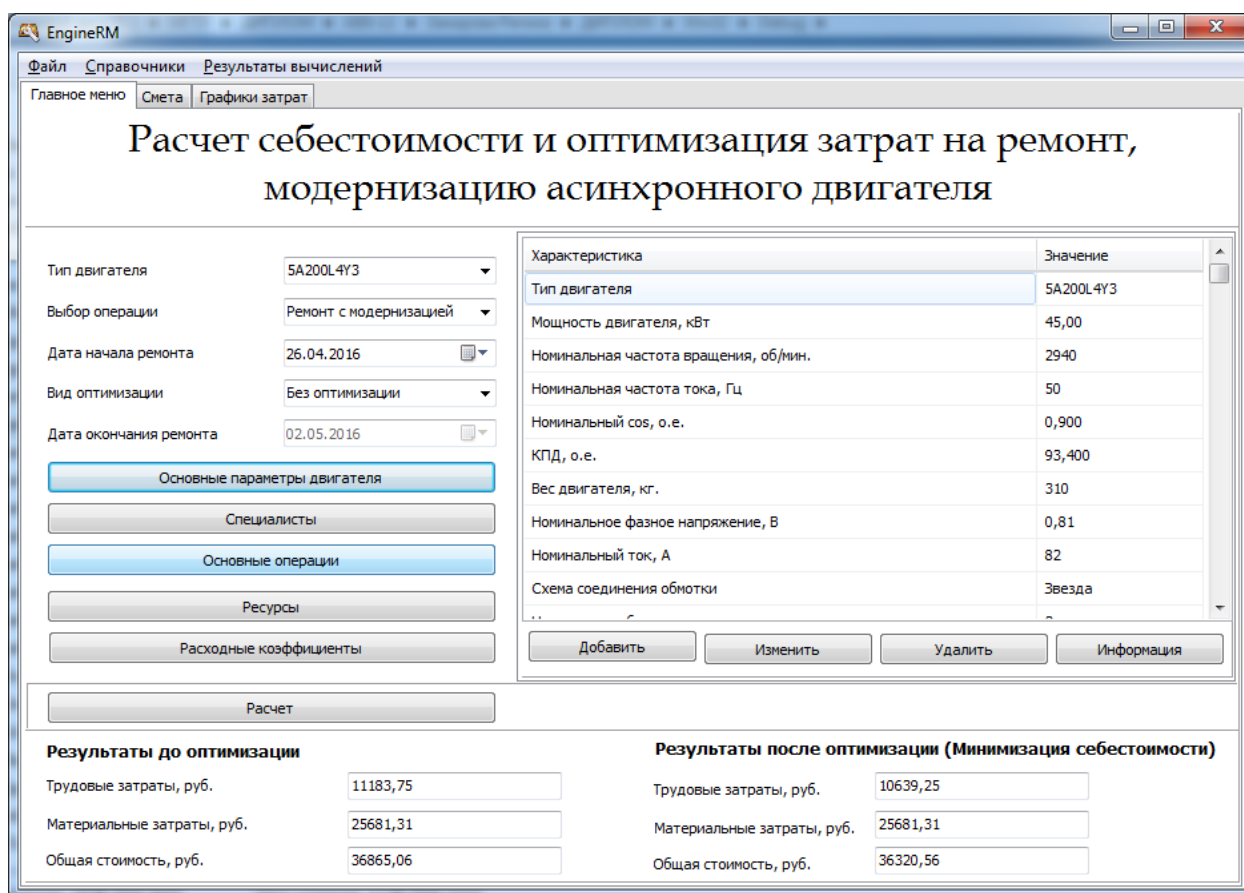 EngineRM
Файл Справочники Результаты вычислений
Главное меню Смета Графики затрат
Расчет себестоимости и оптимизация затрат на ремонт,
модернизацию асинхронного двигателя
Тип двигателя 5A200L4У3
Выбор операции Ремонт с модернизацией
Дата начала ремонта 26.04.2016
Вид оптимизации Без оптимизации
Дата окончания ремонта 02.05.2016
Основные параметры двигателя
Специалисты
Основные операции
Ресурсы
Расходные коэффициенты
Характеристика Значение
Тип двигателя 5A200L4У3
Мощность двигателя, кВт 45,00
Номинальная частота вращения, об/мин. 2940
Номинальная частота тока, Гц 50
Номинальный cos, о.е. 0,900
КПД, о.е. 93,400
Вес двигателя, кг. 310
Номинальное фазное напряжение, В 0,81
Номинальный ток, А 82
Схема соединения обмотки Звезда
Добавить Изменить Удалить Информация
Расчет
Результаты до оптимизации
Трудовые затраты, руб. 11183,75
Материальные затраты, руб. 25681,31
Общая стоимость, руб. 36865,06
Результаты после оптимизации (Минимизация себестоимости)
Трудовые затраты, руб. 10639,25
Материальные затраты, руб. 25681,31
Общая стоимость, руб. 36320,56